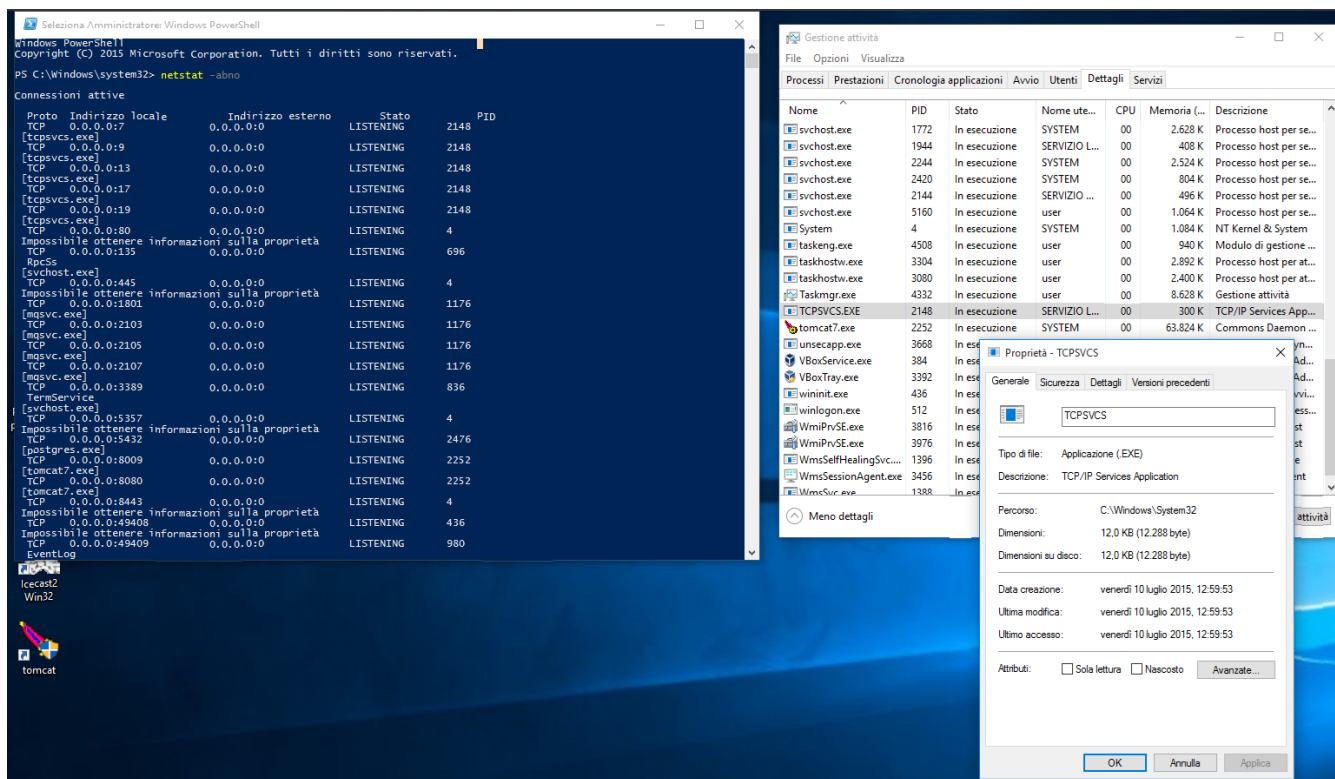 Seleziona Amministratore: Windows PowerShell
Windows PowerShell
Copyright (C) 2015 Microsoft Corporation. Tutti i diritti sono riservati.
PS C:\Windows\system32> netstat -abno
Connessioni attive
Proto Indirizzo locale Indirizzo esterno Stato PID
TCP 0.0.0.0:7 0.0.0.0:0 LISTENING 2148
[tcpsvcs.exe]
TCP 0.0.0.0:9 0.0.0.0:0 LISTENING 2148
[tcpsvcs.exe]
TCP 0.0.0.0:13 0.0.0.0:0 LISTENING 2148
[tcpsvcs.exe]
TCP 0.0.0.0:17 0.0.0.0:0 LISTENING 2148
[tcpsvcs.exe]
TCP 0.0.0.0:19 0.0.0.0:0 LISTENING 2148
[tcpsvcs.exe]
TCP 0.0.0.0:80 0.0.0.0:0 LISTENING 4
Impossibile ottenere informazioni sulla proprietà
TCP 0.0.0.0:135 0.0.0.0:0 LISTENING 696
RpcSs
[svchost.exe]
TCP 0.0.0.0:445 0.0.0.0:0 LISTENING 4
Impossibile ottenere informazioni sulla proprietà
TCP 0.0.0.0:1801 0.0.0.0:0 LISTENING 1176
[mqsvc.exe]
TCP 0.0.0.0:2103 0.0.0.0:0 LISTENING 1176
[mqsvc.exe]
TCP 0.0.0.0:2105 0.0.0.0:0 LISTENING 1176
[mqsvc.exe]
TCP 0.0.0.0:2107 0.0.0.0:0 LISTENING 1176
[mqsvc.exe]
TCP 0.0.0.0:3389 0.0.0.0:0 LISTENING 836
TermService
[svchost.exe]
TCP 0.0.0.0:5357 0.0.0.0:0 LISTENING 4
Impossibile ottenere informazioni sulla proprietà
TCP 0.0.0.0:5432 0.0.0.0:0 LISTENING 2476
[postgres.exe]
TCP 0.0.0.0:8009 0.0.0.0:0 LISTENING 2252
[tomcat7.exe]
TCP 0.0.0.0:8080 0.0.0.0:0 LISTENING 2252
[tomcat7.exe]
TCP 0.0.0.0:8443 0.0.0.0:0 LISTENING 4
Impossibile ottenere informazioni sulla proprietà
TCP 0.0.0.0:49408 0.0.0.0:0 LISTENING 436
Impossibile ottenere informazioni sulla proprietà
TCP 0.0.0.0:49409 0.0.0.0:0 LISTENING 980
EventLog
Icecast2
Win32
tomcat
Gestione attività
File Opzioni Visualizza
Processi Prestazioni Cronologia applicazioni Avvio Utenti Dettagli Servizi
Nome PID Stato Nome ute... CPU Memoria (... Descrizione
svchost.exe 1772 In esecuzione SYSTEM 00 2.628 K Processo host per se...
svchost.exe 1944 In esecuzione SERVIZIO L... 00 408 K Processo host per se...
svchost.exe 2244 In esecuzione SYSTEM 00 2.524 K Processo host per se...
svchost.exe 2420 In esecuzione SYSTEM 00 804 K Processo host per se...
svchost.exe 2144 In esecuzione SERVIZIO ... 00 496 K Processo host per se...
svchost.exe 5160 In esecuzione user 00 1.064 K Processo host per se...
System 4 In esecuzione SYSTEM 00 1.084 K NT Kernel & System
taskeng.exe 4508 In esecuzione user 00 940 K Modulo di gestione ...
taskhostw.exe 3304 In esecuzione user 00 2.892 K Processo host per at...
taskhostw.exe 3080 In esecuzione user 00 2.400 K Processo host per at...
Taskmgr.exe 4332 In esecuzione user 00 8.628 K Gestione attività
TCPSVCS.EXE 2148 In esecuzione SERVIZIO L... 00 300 K TCP/IP Services App...
tomcat7.exe 2252 In esecuzione SYSTEM 00 63.824 K Commons Daemon ...
unsecapp.exe 3668 In ese
VBoxService.exe 384 In ese
VBoxTray.exe 3392 In ese
wininit.exe 436 In ese
winlogon.exe 512 In ese
WmiPrvSE.exe 3816 In ese
WmiPrvSE.exe 3976 In ese
WmsSelfHealingSvc.... 1396 In ese
WmsSessionAgent.exe 3456 In ese
WmsSvc.exe 1388 In ese
Meno dettagli
attività
Proprietà - TCPSVCS
Generale Sicurezza Dettagli Versioni precedenti
TCPSVCS
Tipo di file: Applicazione (.EXE)
Descrizione: TCP/IP Services Application
Percorso: C:\Windows\System32
Dimensioni: 12,0 KB (12.288 byte)
Dimensioni su disco: 12,0 KB (12.288 byte)
Data creazione: venerdì 10 luglio 2015, 12:59:53
Ultima modifica: venerdì 10 luglio 2015, 12:59:53
Ultimo accesso: venerdì 10 luglio 2015, 12:59:53
Attributi: Sola lettura Nascosto Avanzate...
OK Annulla Applica